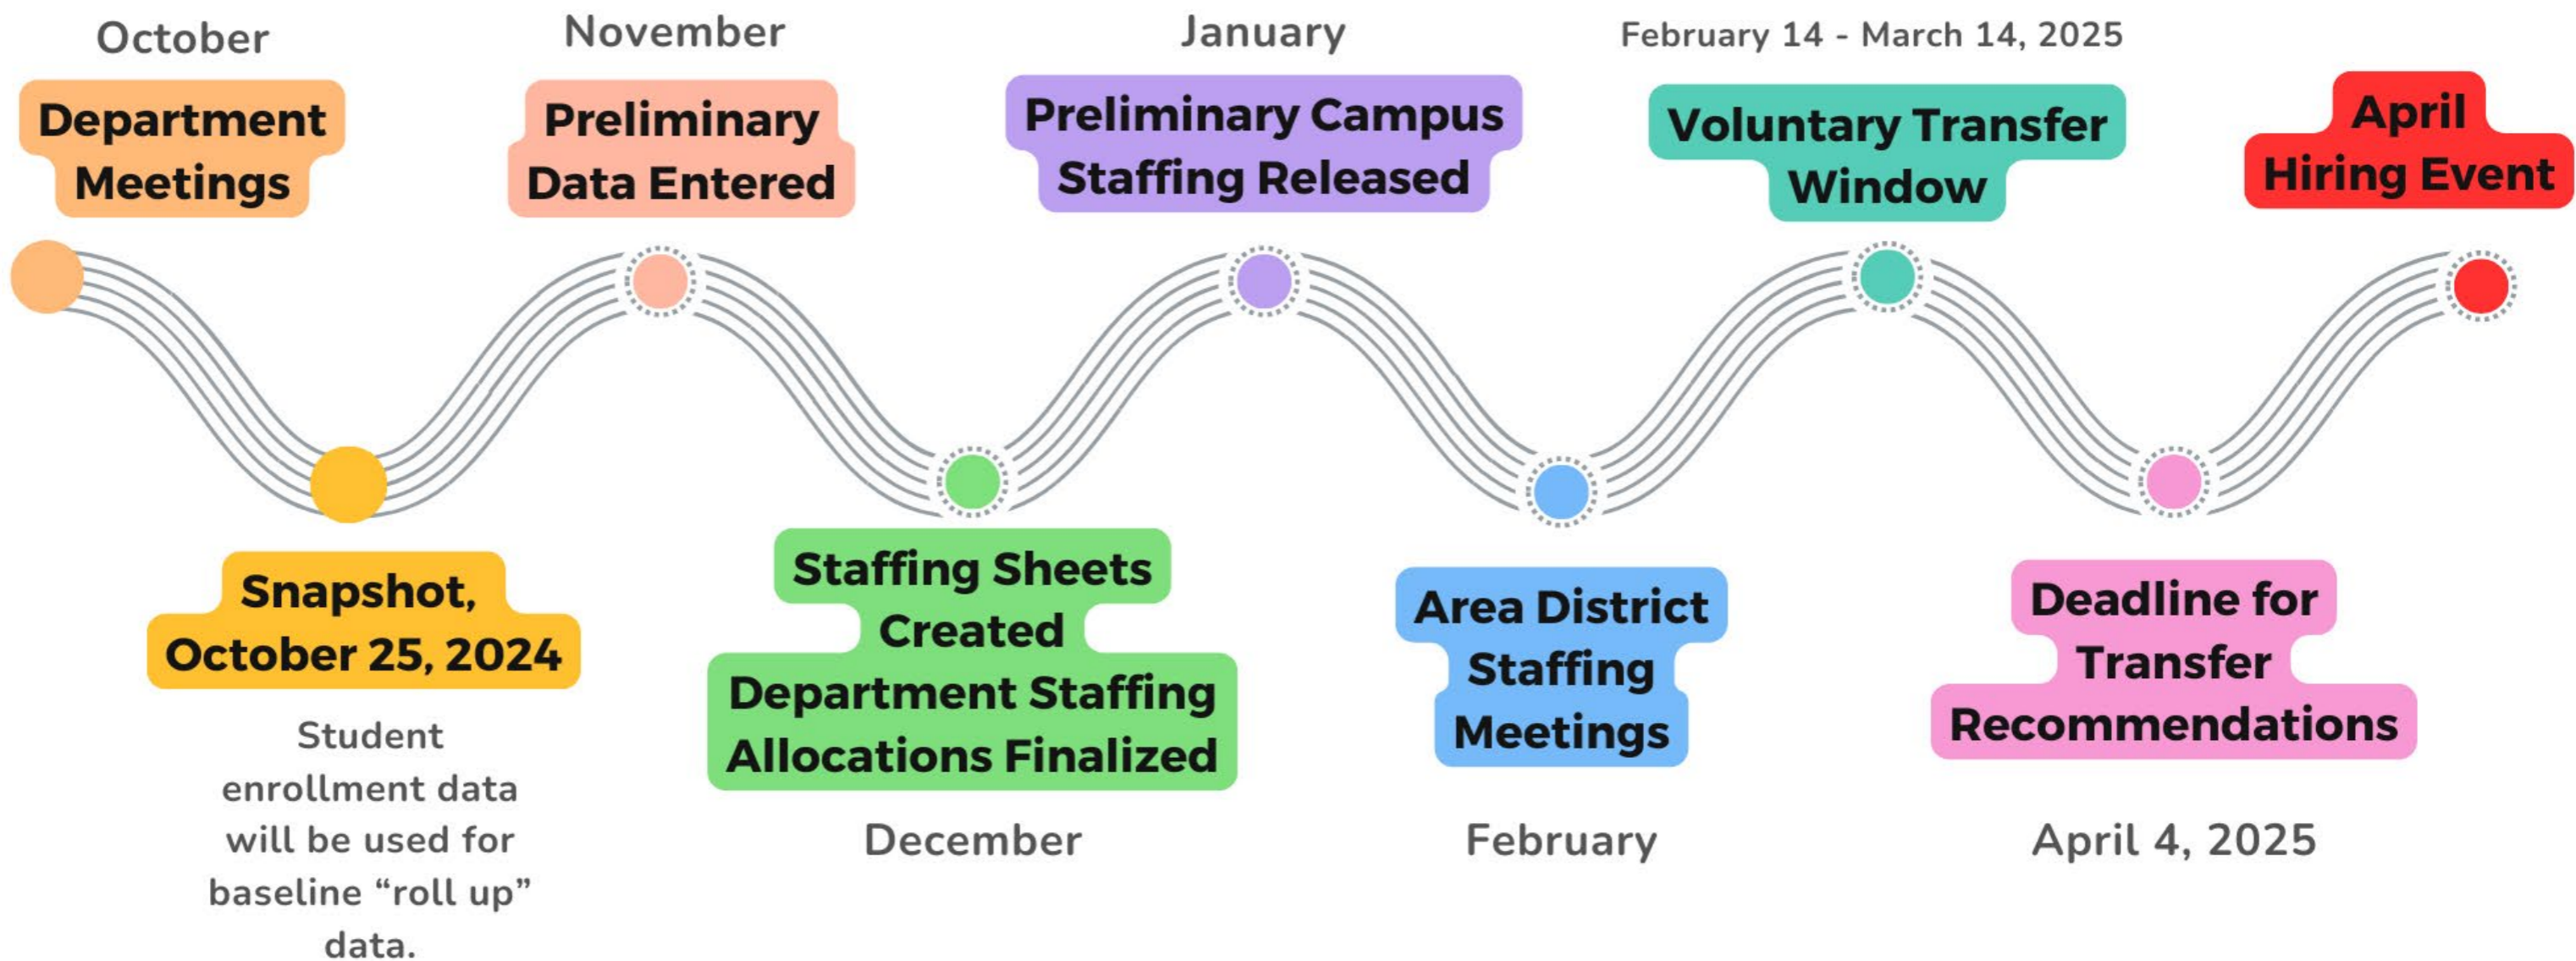 October
Department
Meetings
Snapshot,
October 25, 2024
Student
enrollment data
will be used for
baseline “roll up”
data.
November
Preliminary
Data Entered
Staffing Sheets
Created
Department Staffing
Allocations Finalized
December
January
Preliminary Campus
Staffing Released
Area District
Staffing
Meetings
February
February 14 - March 14, 2025
Voluntary Transfer
Window
Deadline for
Transfer
Recommendations
April 4, 2025
April
Hiring Event